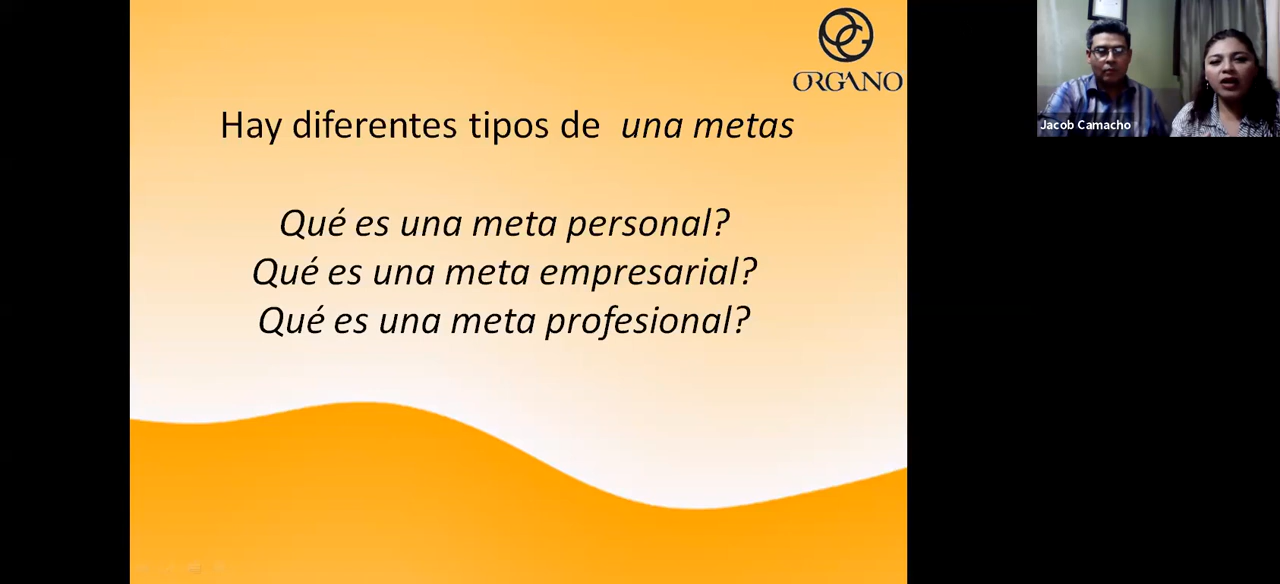 ORGANO
Hay diferentes tipos de una metas
Qué es una meta personal?
Qué es una meta empresarial?
Qué es una meta profesional?
Jacob Camacho